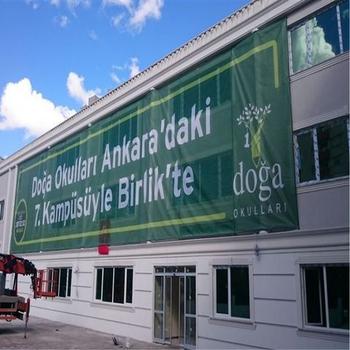 Doğa Okulları Ankara'daki
7. Kampüsüyle Birlik'te
doğa
OKULLARI